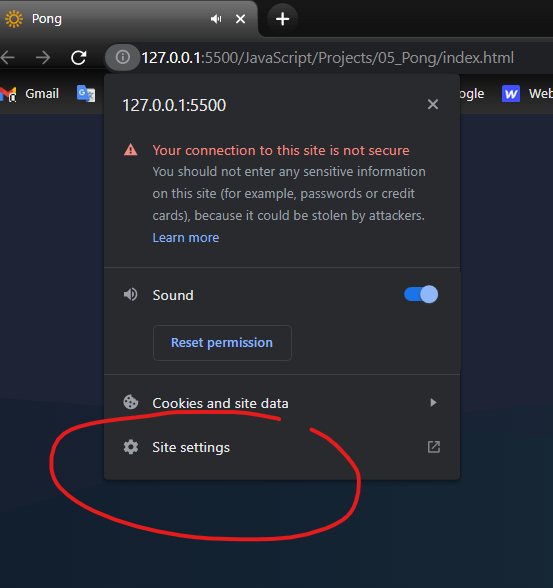 Pong
127.0.0.1:5500/JavaScript/Projects/05_Pong/index.html
Gmail
ogle
Web
127.0.0.1:5500
Your connection to this site is not secure
You should not enter any sensitive information
on this site (for example, passwords or credit
cards), because it could be stolen by attackers.
Learn more
Sound
Reset permission
Cookies and site data
Site settings